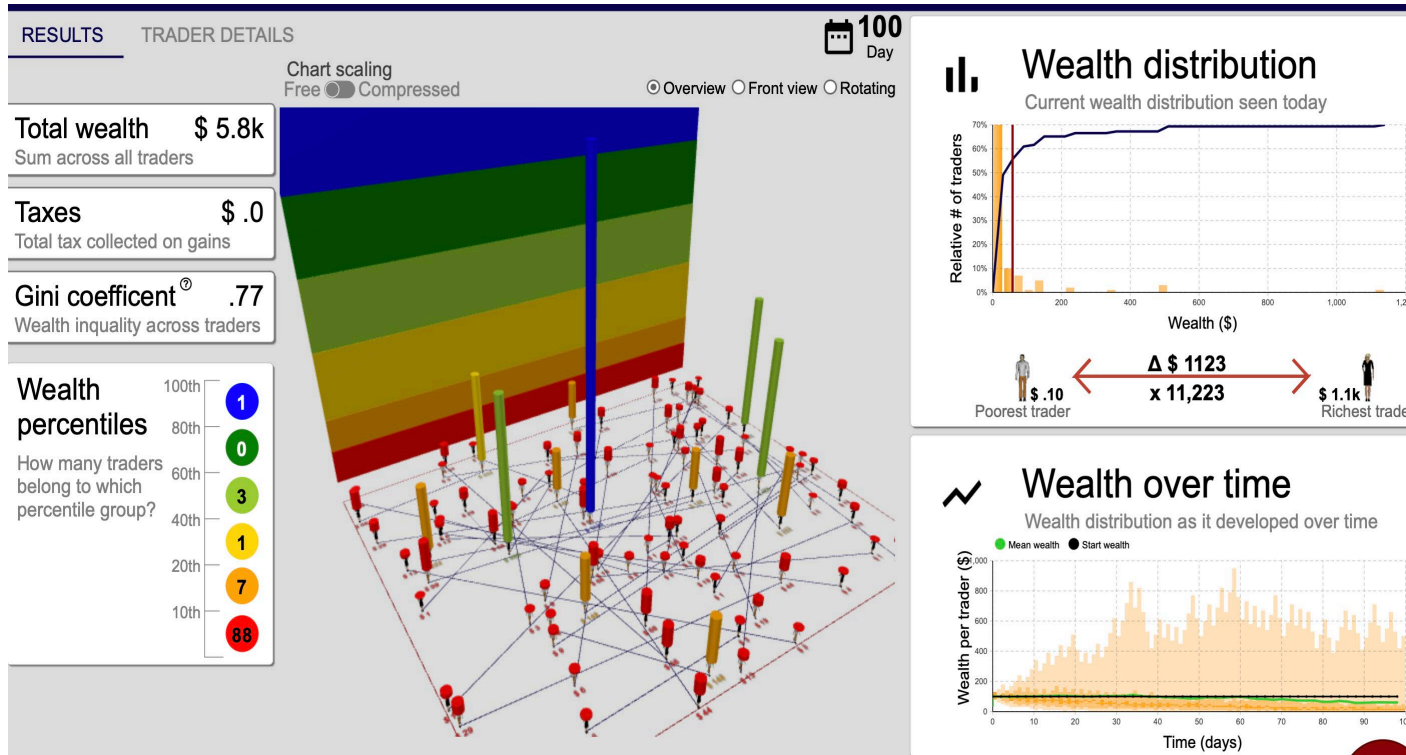 RESULTS
TRADER DETAILS
100
Day
Chart scaling
Free
Compressed
Overview
Front view
Rotating
Total wealth
$ 5.8k
Sum across all traders
Taxes
$ .0
Total tax collected on gains
Gini coefficent
?
.77
Wealth inquality across traders
Wealth
percentiles
How many traders
belong to which
percentile group?
100th
80th
60th
40th
20th
10th
1
0
3
1
7
88
Wealth distribution
Current wealth distribution seen today
Relative # of traders
70%
60%
50%
40%
30%
20%
10%
0%
0
200
400
600
800
1,000
1,2
Wealth ($)
Δ $ 1123
x 11,223
$ .10
Poorest trader
$ 1.1k
Richest trade
Wealth over time
Wealth distribution as it developed over time
Mean wealth
Start wealth
Wealth per trader ($)
,000
800
600
400
200
0
0
10
20
30
40
50
60
70
80
90
10
Time (days)